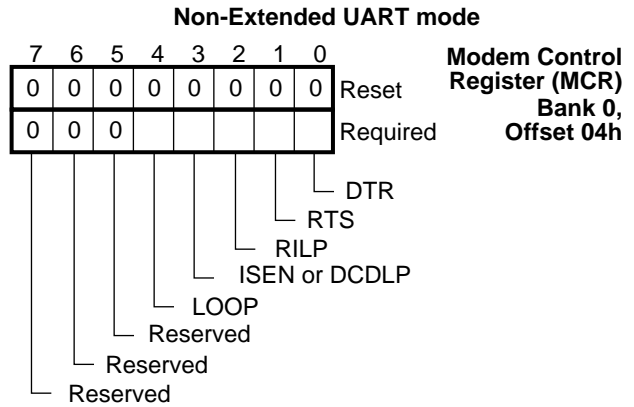 Non-Extended UART mode
7 6 5 4 3 2 1 0
Modem Control
Register (MCR)
Bank 0,
Offset 04h
0 0 0 0 0 0 0 0 Reset
0 0 0 Required
DTR
RTS
RILP
ISEN or DCDLP
LOOP
Reserved
Reserved
Reserved